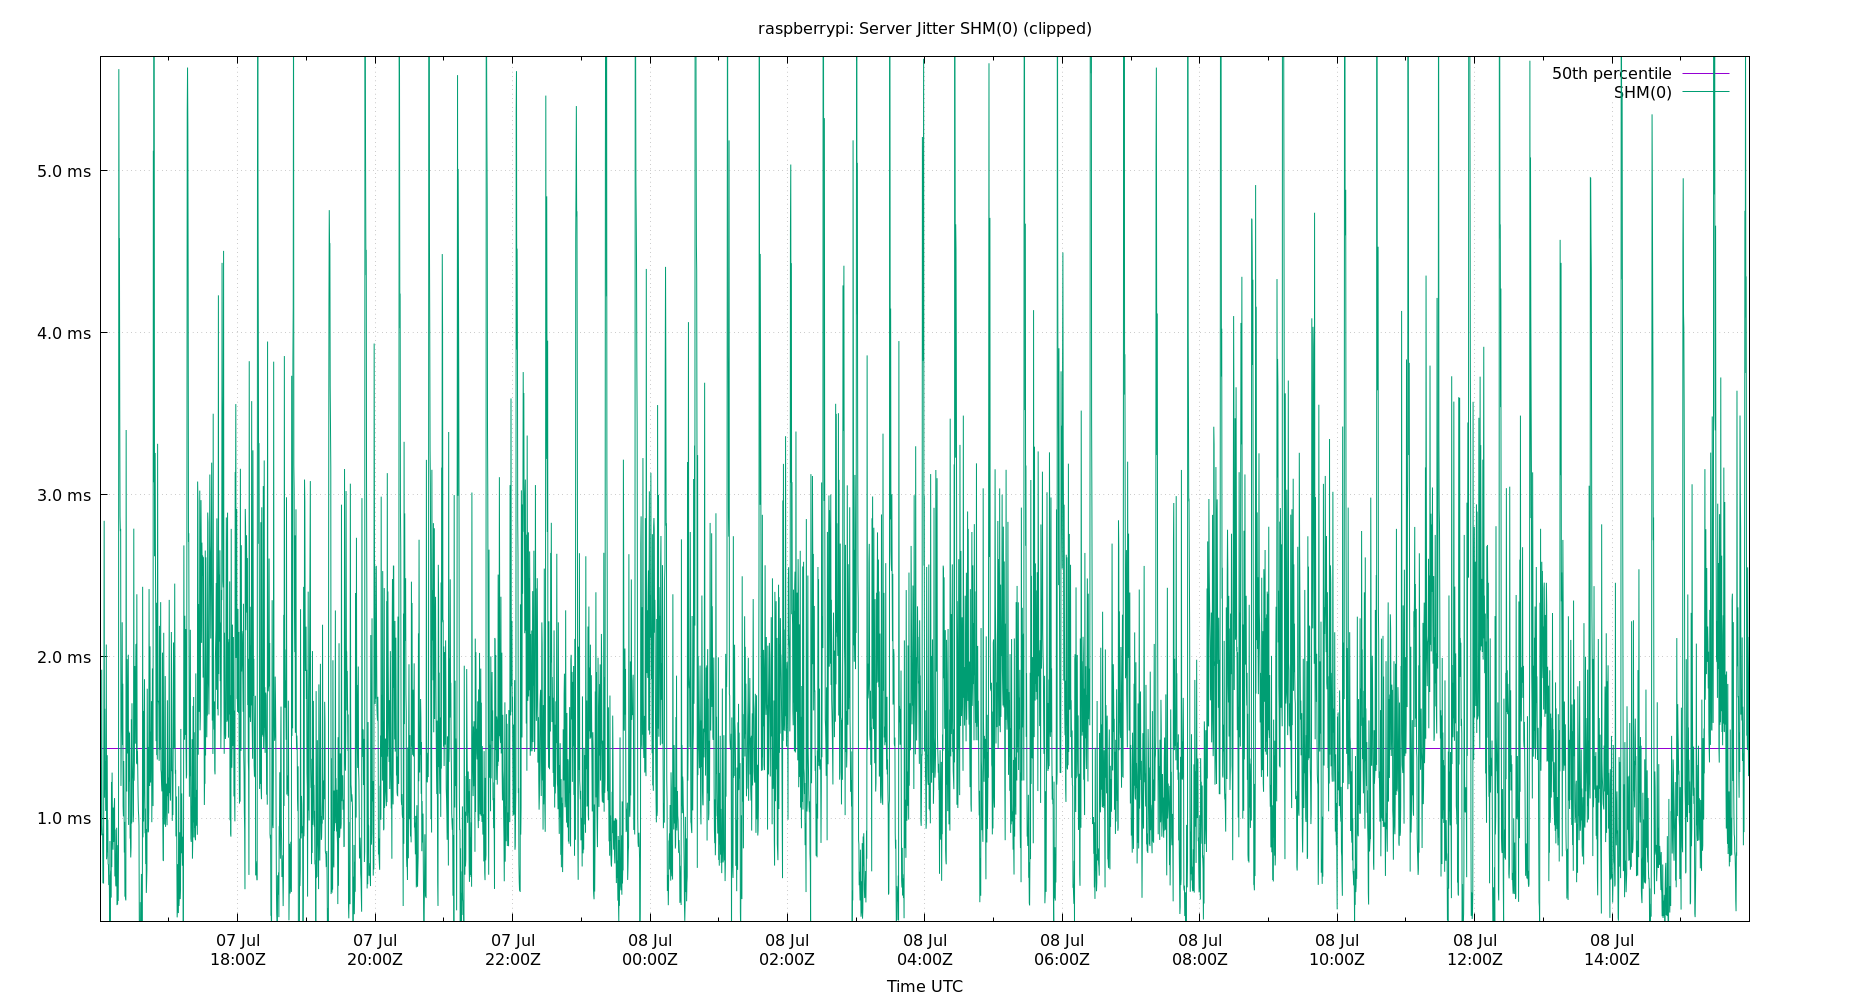 raspberrypi: Server Jitter SHM(0) (clipped)
50th percentile
SHM(0)
5.0 ms
4.0 ms
3.0 ms
2.0 ms
1.0 ms
07 Jul 07 Jul 07 Jul 08 Jul 08 Jul 08 Jul 08 Jul 08 Jul 08 Jul 08 Jul 08 Jul
18:00Z 20:00Z 22:00Z 00:00Z 02:00Z 04:00Z 06:00Z 08:00Z 10:00Z 12:00Z 14:00Z
Time UTC